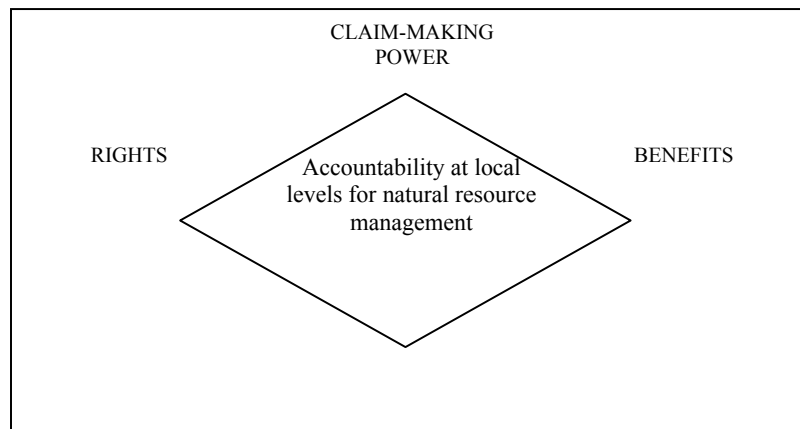 CLAIM-MAKING
POWER
RIGHTS
BENEFITS
Accountability at local
levels for natural resource
management